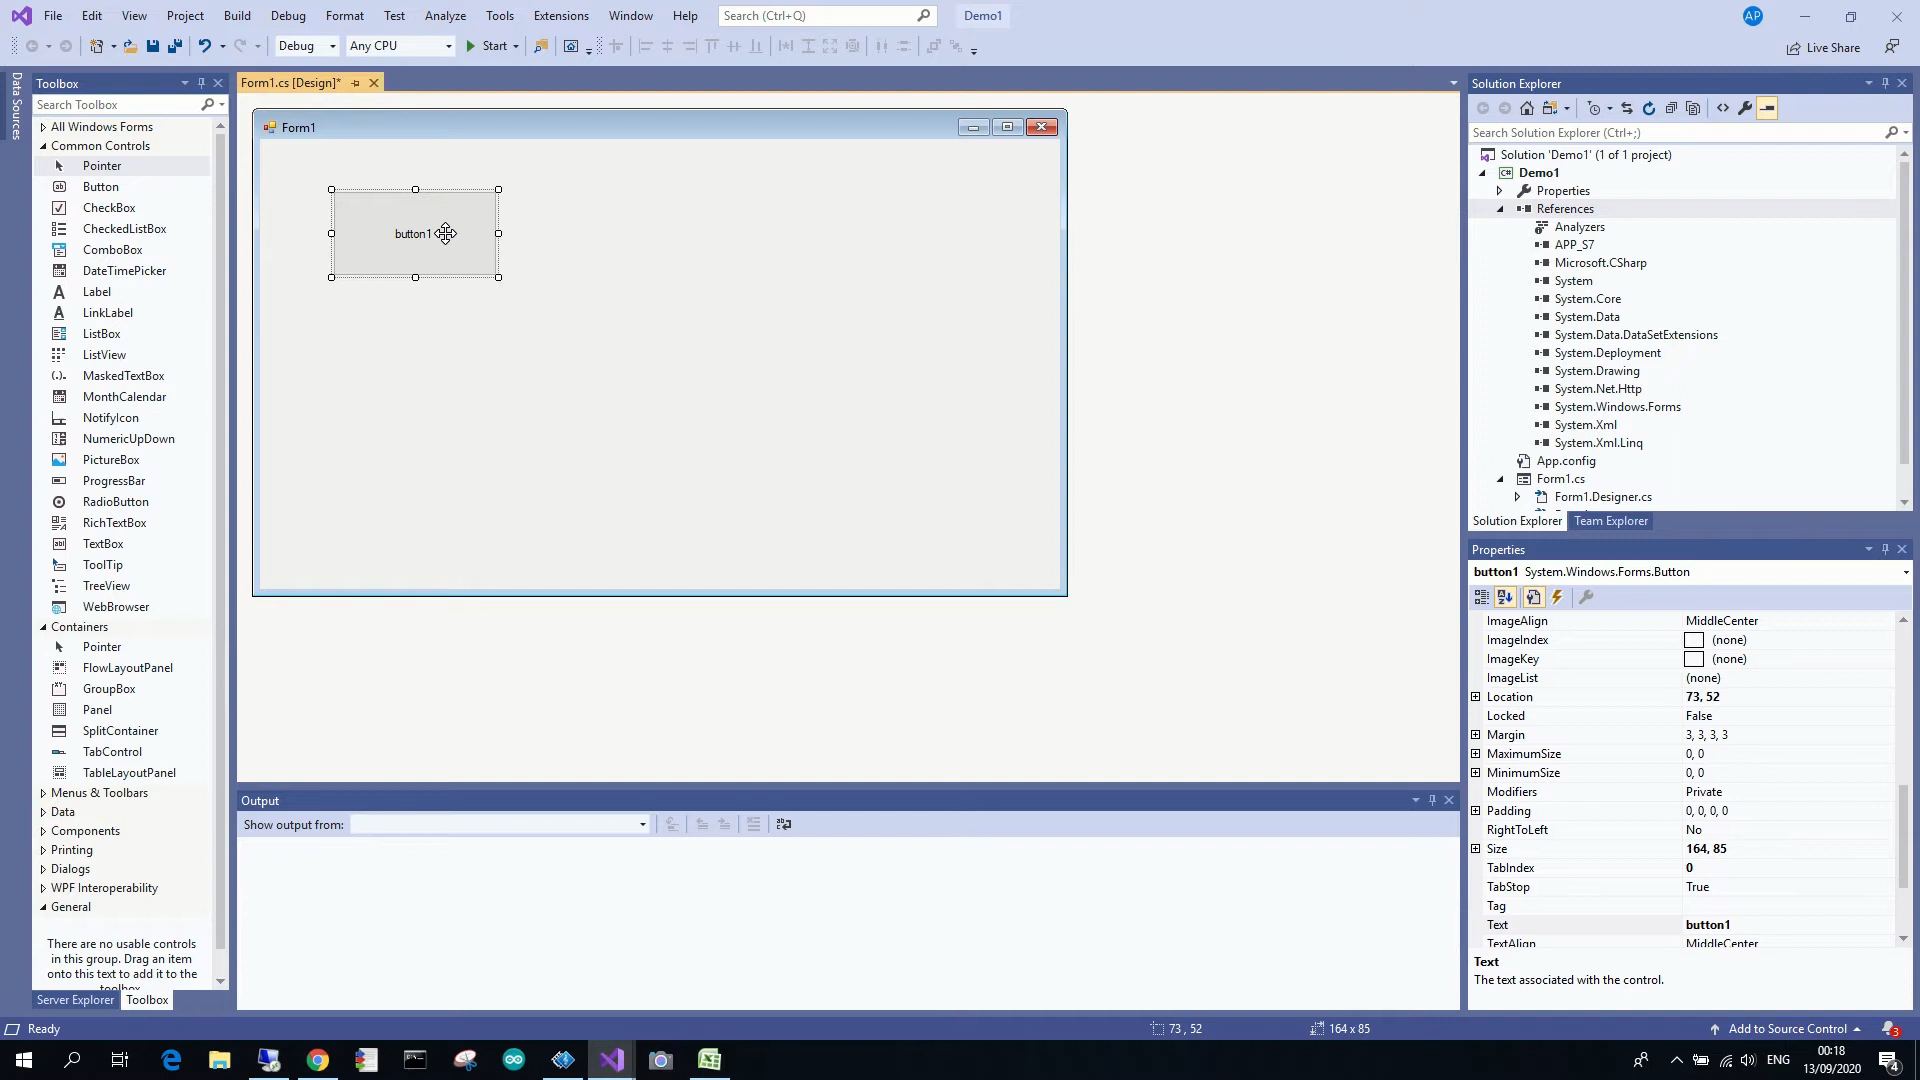 File Edit View Project Build Debug Format Test Analyze Tools Extensions Window Help Search (Ctrl+Q) Demo1 AP
Debug Any CPU Start Live Share
Data Sources
Toolbox
Search Toolbox
All Windows Forms
Common Controls
Pointer
Button
CheckBox
CheckedListBox
ComboBox
DateTimePicker
Label
LinkLabel
ListBox
ListView
MaskedTextBox
MonthCalendar
NotifyIcon
NumericUpDown
PictureBox
ProgressBar
RadioButton
RichTextBox
TextBox
ToolTip
TreeView
WebBrowser
Containers
Pointer
FlowLayoutPanel
GroupBox
Panel
SplitContainer
TabControl
TableLayoutPanel
Menus & Toolbars
Data
Components
Printing
Dialogs
WPF Interoperability
General
There are no usable controls
in this group. Drag an item
onto this text to add it to the
toolbox.
Server Explorer Toolbox
Form1.cs [Design]*
Form1
button1
Output
Show output from:
Solution Explorer
Search Solution Explorer (Ctrl+;)
Solution 'Demo1' (1 of 1 project)
Demo1
Properties
References
Analyzers
APP_S7
Microsoft.CSharp
System
System.Core
System.Data
System.Data.DataSetExtensions
System.Deployment
System.Drawing
System.Net.Http
System.Windows.Forms
System.Xml
System.Xml.Linq
App.config
Form1.cs
Form1.Designer.cs
Solution Explorer Team Explorer
Properties
button1 System.Windows.Forms.Button
ImageAlign MiddleCenter
ImageIndex (none)
ImageKey (none)
ImageList (none)
Location 73, 52
Locked False
Margin 3, 3, 3, 3
MaximumSize 0, 0
MinimumSize 0, 0
Modifiers Private
Padding 0, 0, 0, 0
RightToLeft No
Size 164, 85
TabIndex 0
TabStop True
Tag
Text button1
TextAlign MiddleCenter
Text
The text associated with the control.
Ready 73 , 52 164 x 85 Add to Source Control 3
ENG 00:18
13/09/2020 4